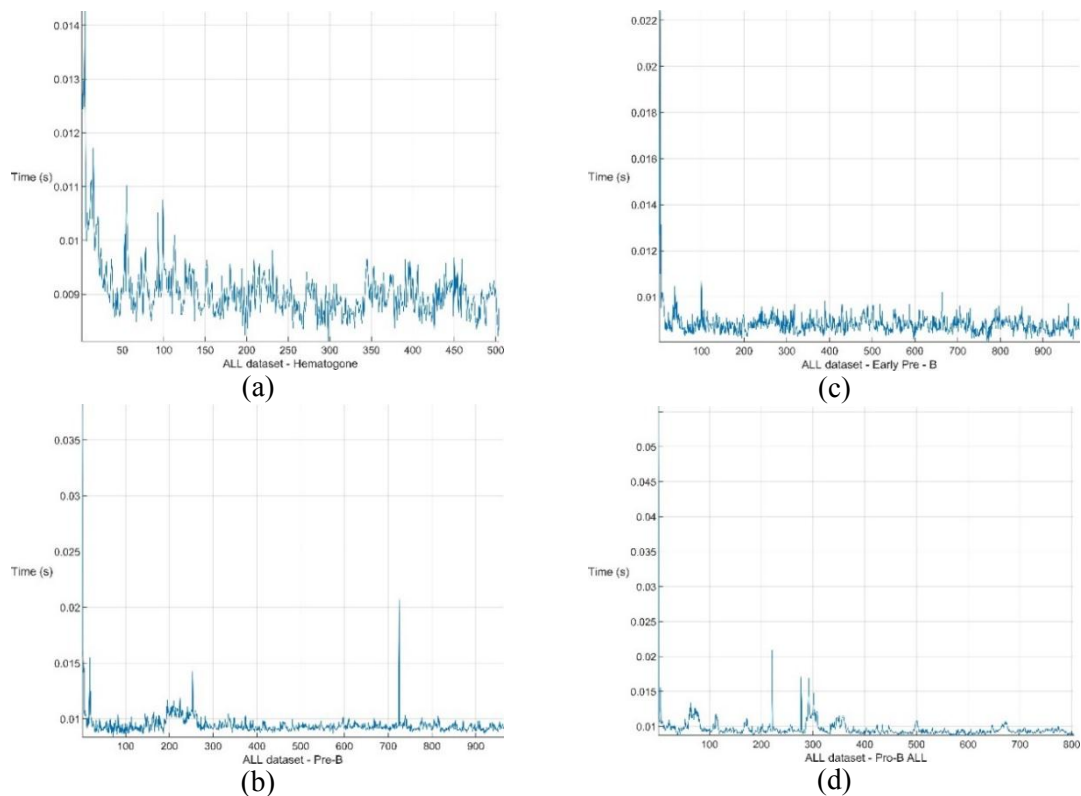 0.014
0.013
0.012
Time (s)
0.011
0.01
0.009
50 100 150 200 250 300 350 400 450 500
ALL dataset - Hematogone
(a)
0.022
0.02
0.018
0.016
Time (s)
0.014
0.012
0.01
100 200 300 400 500 600 700 800 900
ALL dataset - Early Pre - B
(c)
0.035
0.03
0.025
Time (s)
0.02
0.015
0.01
100 200 300 400 500 600 700 800 900
ALL dataset - Pre-B
(b)
0.05
0.045
0.04
0.035
Time (s)
0.03
0.025
0.02
0.015
0.01
100 200 300 400 500 600 700 800
ALL dataset - Pro-B ALL
(d)